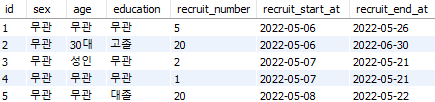 id sex age education recruit_number recruit_start_at recruit_end_at
1 무관 무관 무관 5 2022-05-06 2022-05-26
2 무관 30대 고졸 20 2022-05-06 2022-06-30
3 무관 성인 무관 2 2022-05-07 2022-05-21
4 무관 무관 무관 1 2022-05-07 2022-05-21
5 무관 무관 대졸 20 2022-05-08 2022-05-22